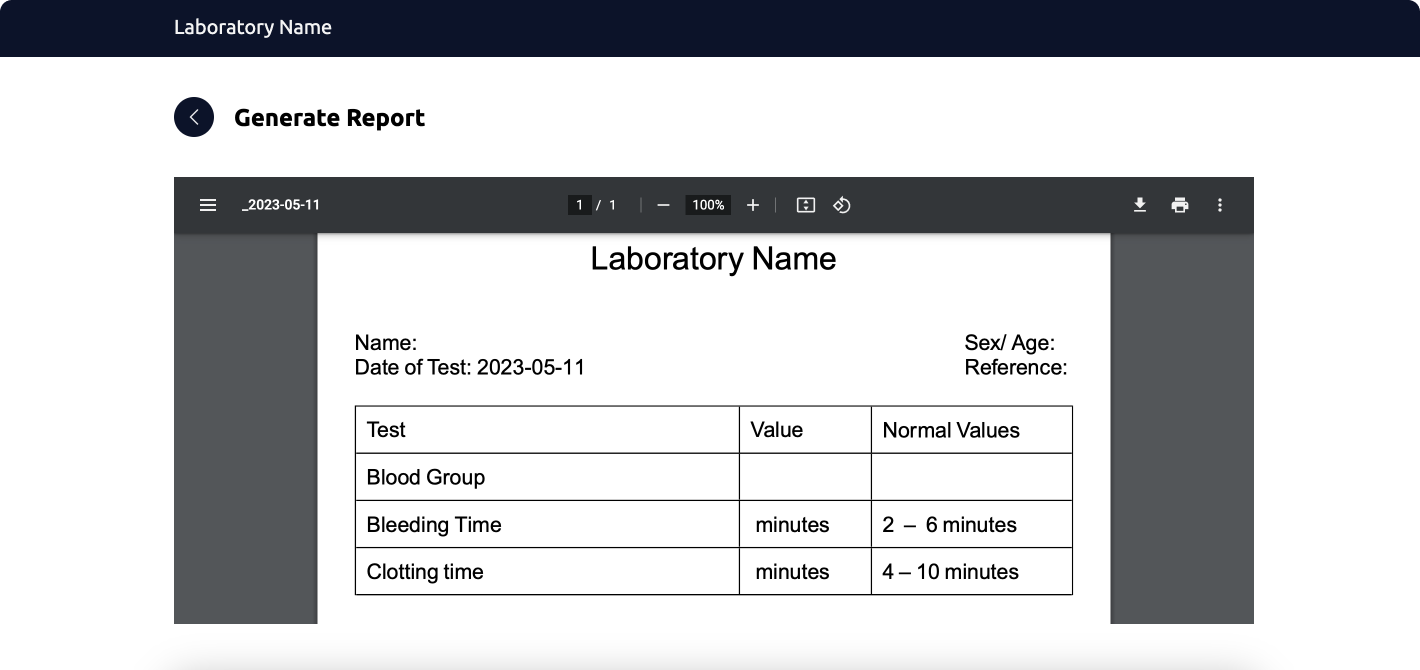 Laboratory Name
Generate Report
_2023-05-11 1 / 1 100%
Laboratory Name
Name: Sex/ Age:
Date of Test: 2023-05-11 Reference:
Test Value Normal Values
Blood Group
Bleeding Time minutes 2 – 6 minutes
Clotting time minutes 4 – 10 minutes